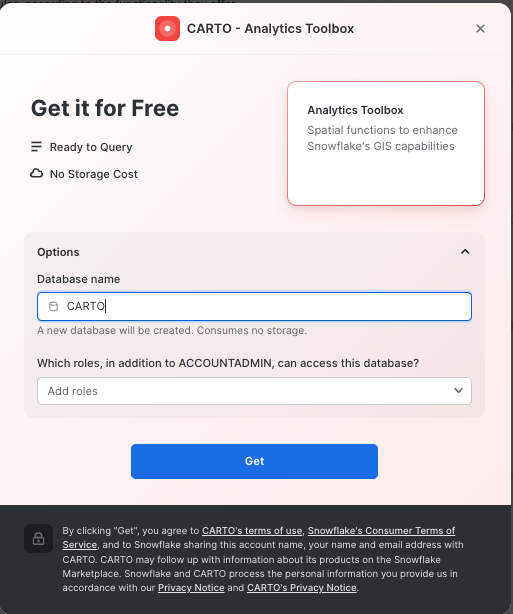 CARTO - Analytics Toolbox
Get it for Free
Ready to Query
No Storage Cost
Analytics Toolbox
Spatial functions to enhance
Snowflake's GIS capabilities
Options
Database name
CARTO
A new database will be created. Consumes no storage.
Which roles, in addition to ACCOUNTADMIN, can access this database?
Add roles
Get
By clicking "Get", you agree to CARTO's terms of use, Snowflake's Consumer Terms of
Service, and to Snowflake sharing this account name, your name and email address with
CARTO. CARTO may follow up with information about its products on the Snowflake
Marketplace. Snowflake and CARTO process the personal information you provide us in
accordance with our Privacy Notice and CARTO's Privacy Notice.